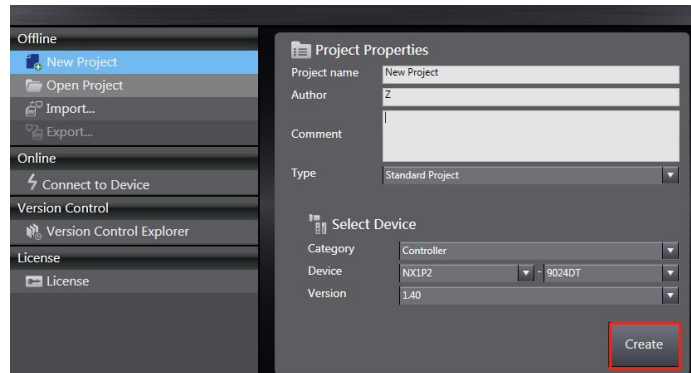 Offline
New Project
Open Project
Import...
Export...
Online
Connect to Device
Version Control
Version Control Explorer
License
License
Project Properties
Project name New Project
Author Z
Comment
Type Standard Project
Select Device
Category Controller
Device NX1P2 - 9024DT
Version 1.40
Create